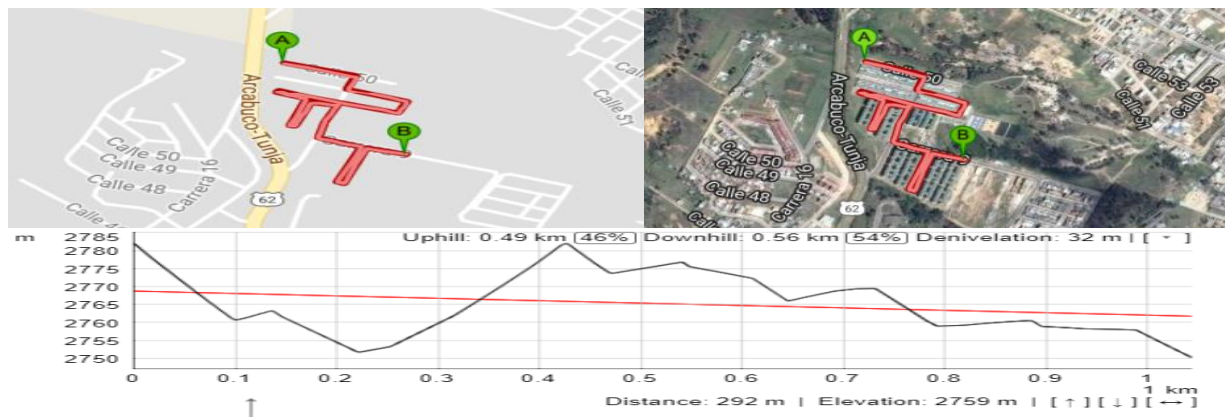 A
Calle 50
Arcabuco-Tunja
B
Calle 51
Calle 50
Calle 49
Calle 48
Carrera 16
62
A
Calle 50
Arcabuco-Tunja
B
Calle 53
Calle 53
Calle 51
Calle 50
Calle 49
Calle 48
Carrera 16
62
m
Uphill: 0.49 km 46% Downhill: 0.56 km 54% Denivelation: 32 m | [ ]
2785
2780
2775
2770
2765
2760
2755
2750
0 0.1 0.2 0.3 0.4 0.5 0.6 0.7 0.8 0.9 1
1 km
↑ Distance: 292 m | Elevation: 2759 m | [ ↑ ] [ ↓ ] [ ↔ ]